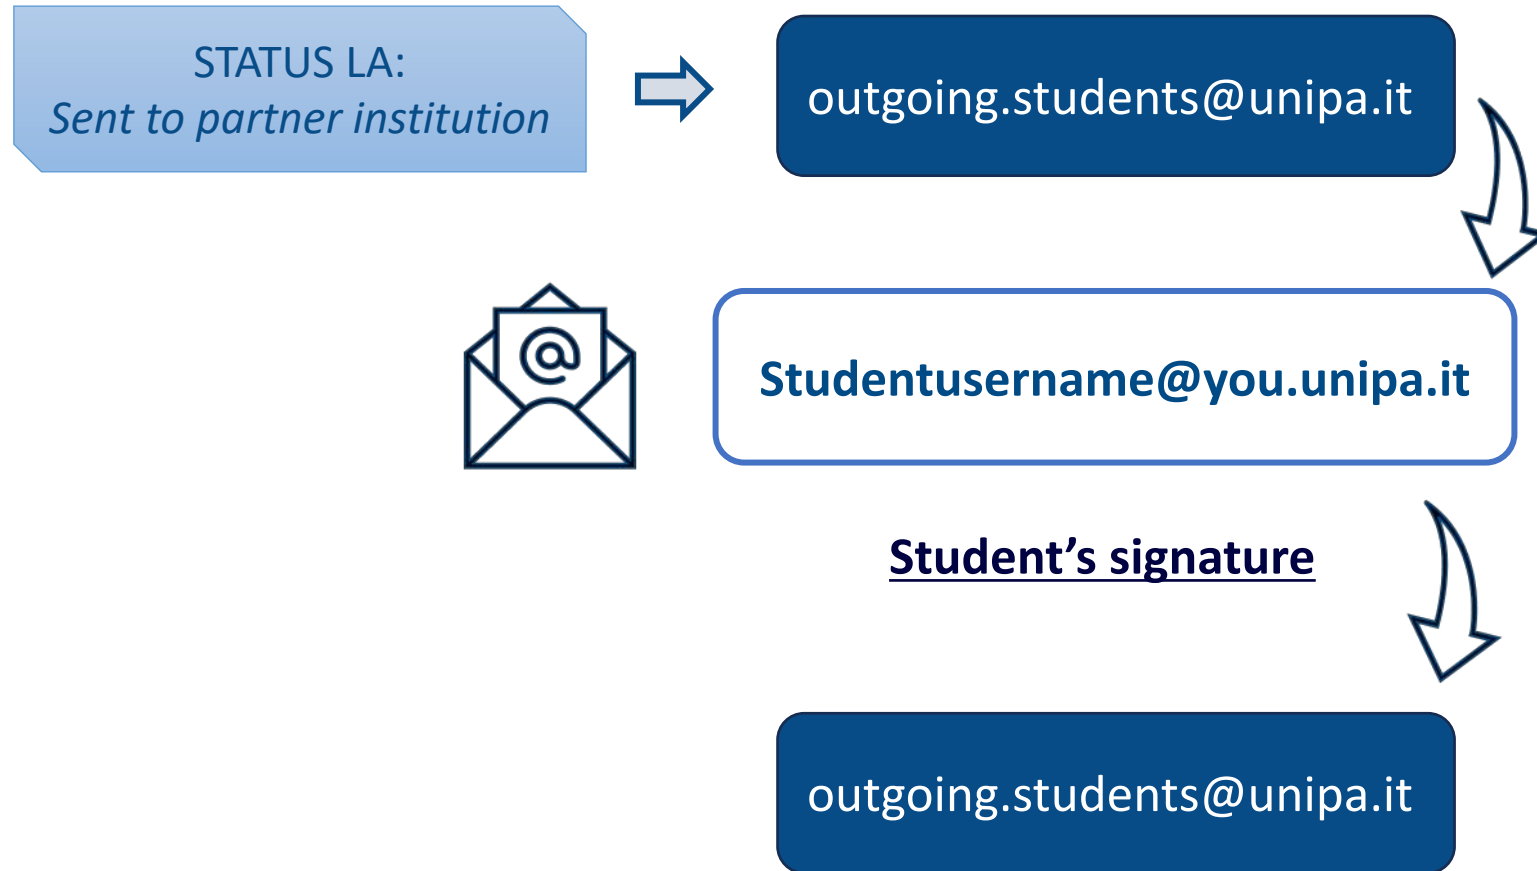 STATUS LA:
Sent to partner institution
outgoing.students@unipa.it
@
Studentusername@you.unipa.it
Student’s signature
outgoing.students@unipa.it